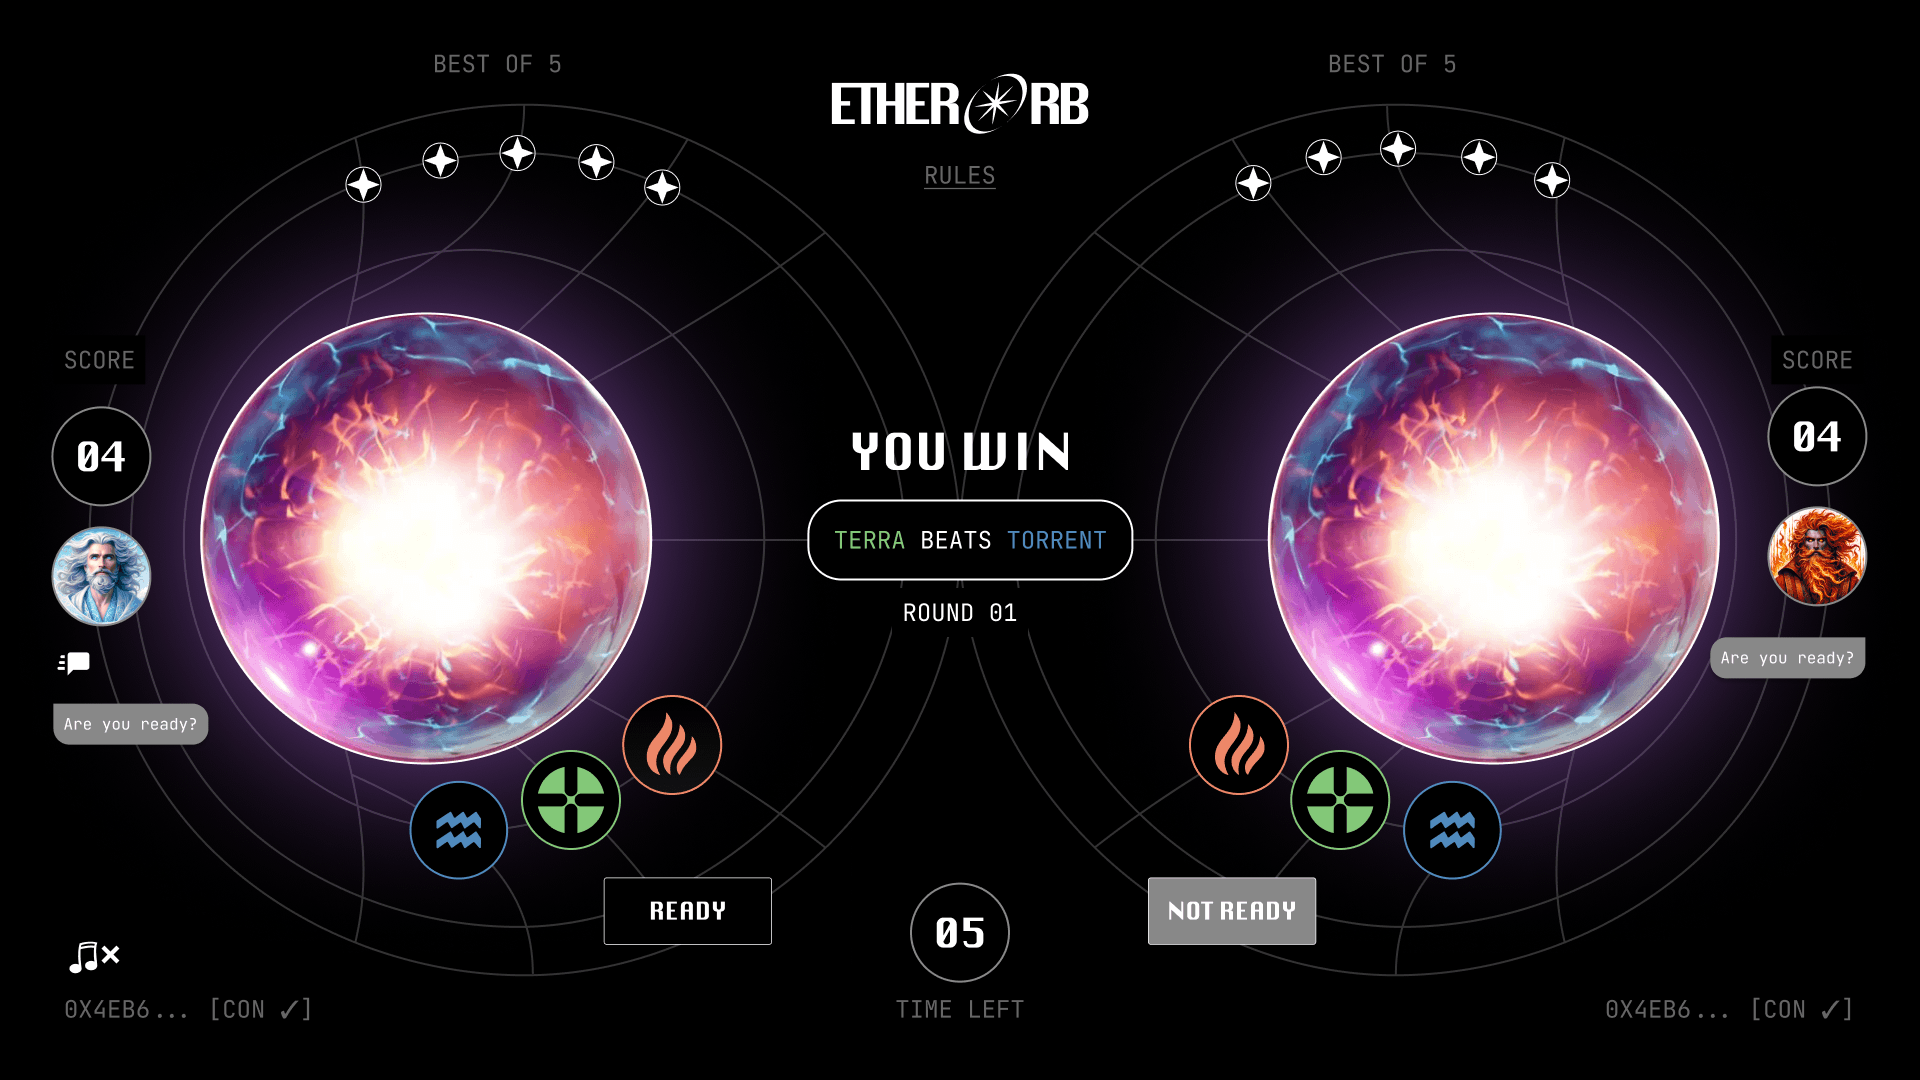 BEST OF 5
BEST OF 5
ETHERORB
RULES
SCORE
SCORE
04
04
YOU WIN
TERRA BEATS TORRENT
ROUND 01
Are you ready?
Are you ready?
READY
NOT READY
05
TIME LEFT
0X4EB6... [CON ✓]
0X4EB6... [CON ✓]